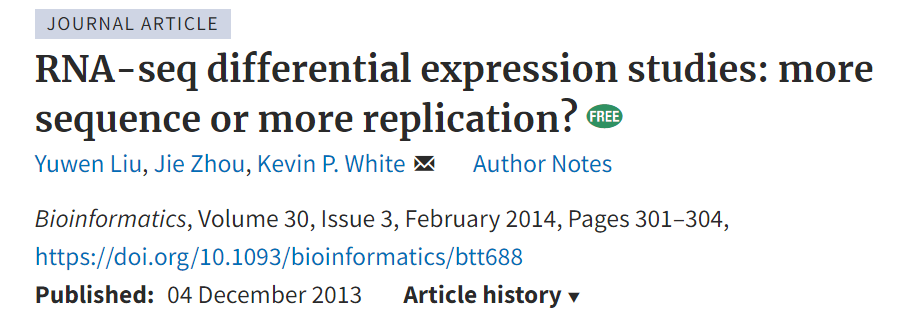 JOURNAL ARTICLE
RNA-seq differential expression studies: more
sequence or more replication? FREE
Yuwen Liu, Jie Zhou, Kevin P. White Author Notes
Bioinformatics, Volume 30, Issue 3, February 2014, Pages 301–304,
https://doi.org/10.1093/bioinformatics/btt688
Published: 04 December 2013 Article history ▼